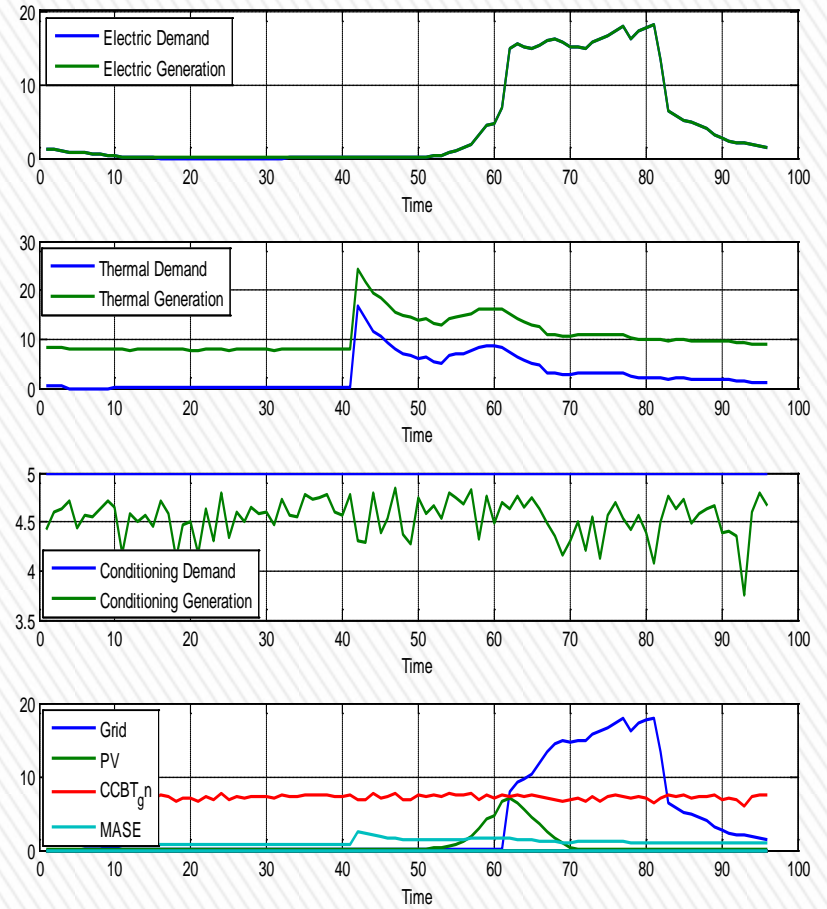 20
10
0
Electric Demand
Electric Generation
0 10 20 30 40 50 60 70 80 90 100
Time
30
20
10
0
Thermal Demand
Thermal Generation
0 10 20 30 40 50 60 70 80 90 100
Time
5
4.5
4
3.5
Conditioning Demand
Conditioning Generation
0 10 20 30 40 50 60 70 80 90 100
Time
20
10
0
Grid
PV
CCBTgn
MASE
0 10 20 30 40 50 60 70 80 90 100
Time